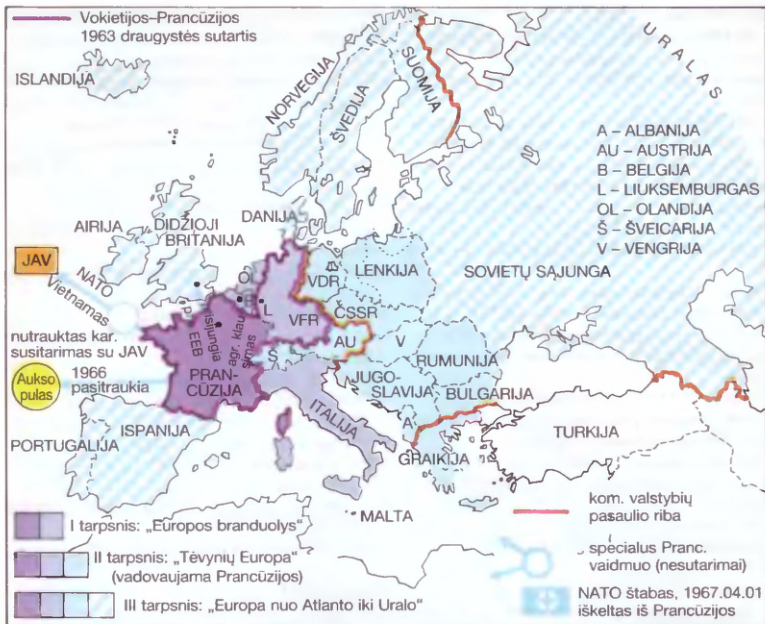 Vokietijos–Prancūzijos
1963 draugystės sutartis
URALAS
ISLANDIJA
NORVEGIJA
ŠVEDIJA
SUOMIJA
A – ALBANIJA
AU – AUSTRIJA
B – BELGIJA
L – LIUKSEMBURGAS
OL – OLANDIJA
Š – ŠVEICARIJA
V – VENGRIJA
DANIJA
AIRIJA
DIDŽIOJI
BRITANIJA
JAV
NATO
Vietnamas
OL
B
L
VDR
LENKIJA
SOVIETŲ SĄJUNGA
ČSSR
VFR
AU
V
Š
nutrauktas kar.
susitarimas su JAV
EEB
agr. klau
simas
PRAN-
CŪZIJA
Aukso
pulas
1966
pasitraukia
RUMUNIJA
JUGO-
SLAVIJA
BULGARIJA
A
ITALIJA
ISPANIJA
PORTUGALIJA
GRAIKIJA
TURKIJA
MALTA
I tarpsnis: „Europos branduolys“
II tarpsnis: „Tėvynių Europa“
(vadovaujama Prancūzijos)
III tarpsnis: „Europa nuo Atlanto iki Uralo“
kom. valstybių
pasaulio riba
specialus Pranc.
vaidmuo (nesutarimai)
NATO štabas, 1967.04.01
iškeltas iš Prancūzijos